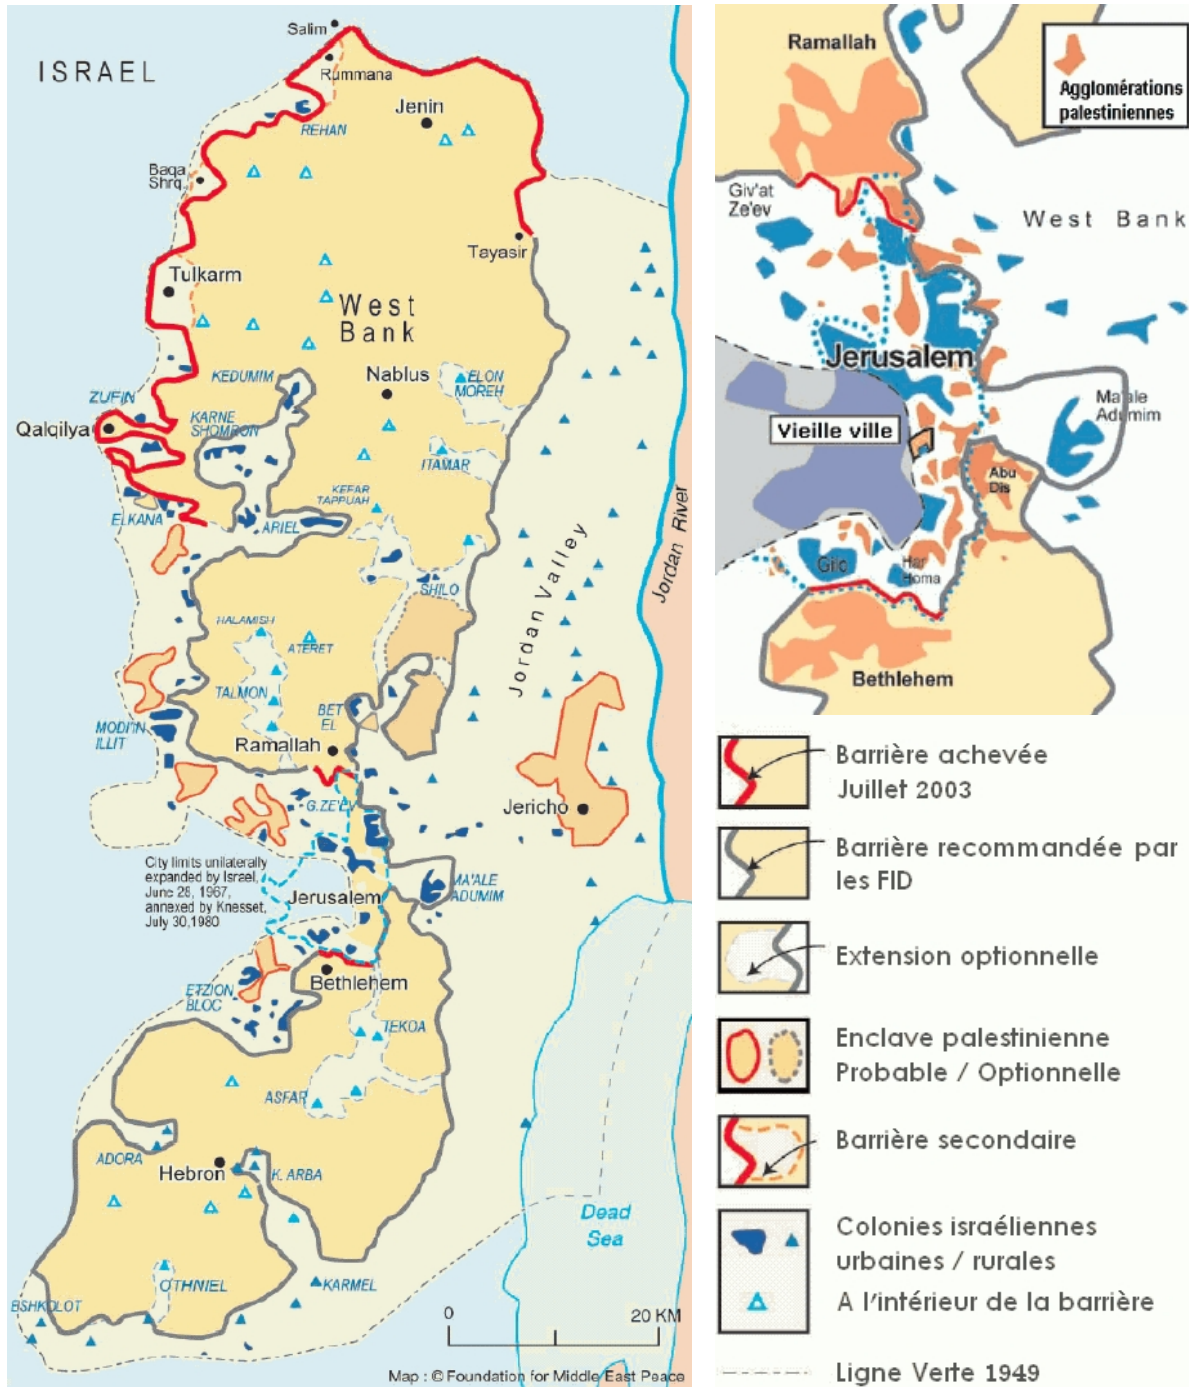 Salim
ISRAEL
Rummana
Jenin
REHAN
Baqa
Shrq.
Tayasir
Tulkarm
West
Bank
KEDUMIM
Nablus
ELON
MOREH
ZUFIN
KARNE
SHOMRON
Qalqilya
ITAMAR
KEFAR
TAPPUAH
ELKANA
ARIEL
SHILO
Jordan Valley
Jordan River
HALAMISH
ATERET
TALMON
BET
EL
MODI'IN
ILLIT
Ramallah
G.ZE'EV
Jericho
City limits unilaterally
expanded by Israel,
June 28, 1967,
annexed by Knesset,
July 30,1980
Jerusalem
MA'ALE
ADUMIM
Bethlehem
ETZION
BLOC
TEKOA
ASFAR
ADORA
Hebron
K. ARBA
Dead
Sea
O'THNIEL
KARMEL
BSHKOLOT
0
20 KM
Map : © Foundation for Middle East Peace
Ramallah
Agglomérations
palestiniennes
Giv'at
Ze'ev
West Bank
Jerusalem
Ma'ale
Adumim
Vieille ville
Abu
Dis
Gilo
Har
Homa
Bethlehem
Barrière achevée
Juillet 2003
Barrière recommandée par
les FID
Extension optionnelle
Enclave palestinienne
Probable / Optionnelle
Barrière secondaire
Colonies israéliennes
urbaines / rurales
A l'intérieur de la barrière
Ligne Verte 1949